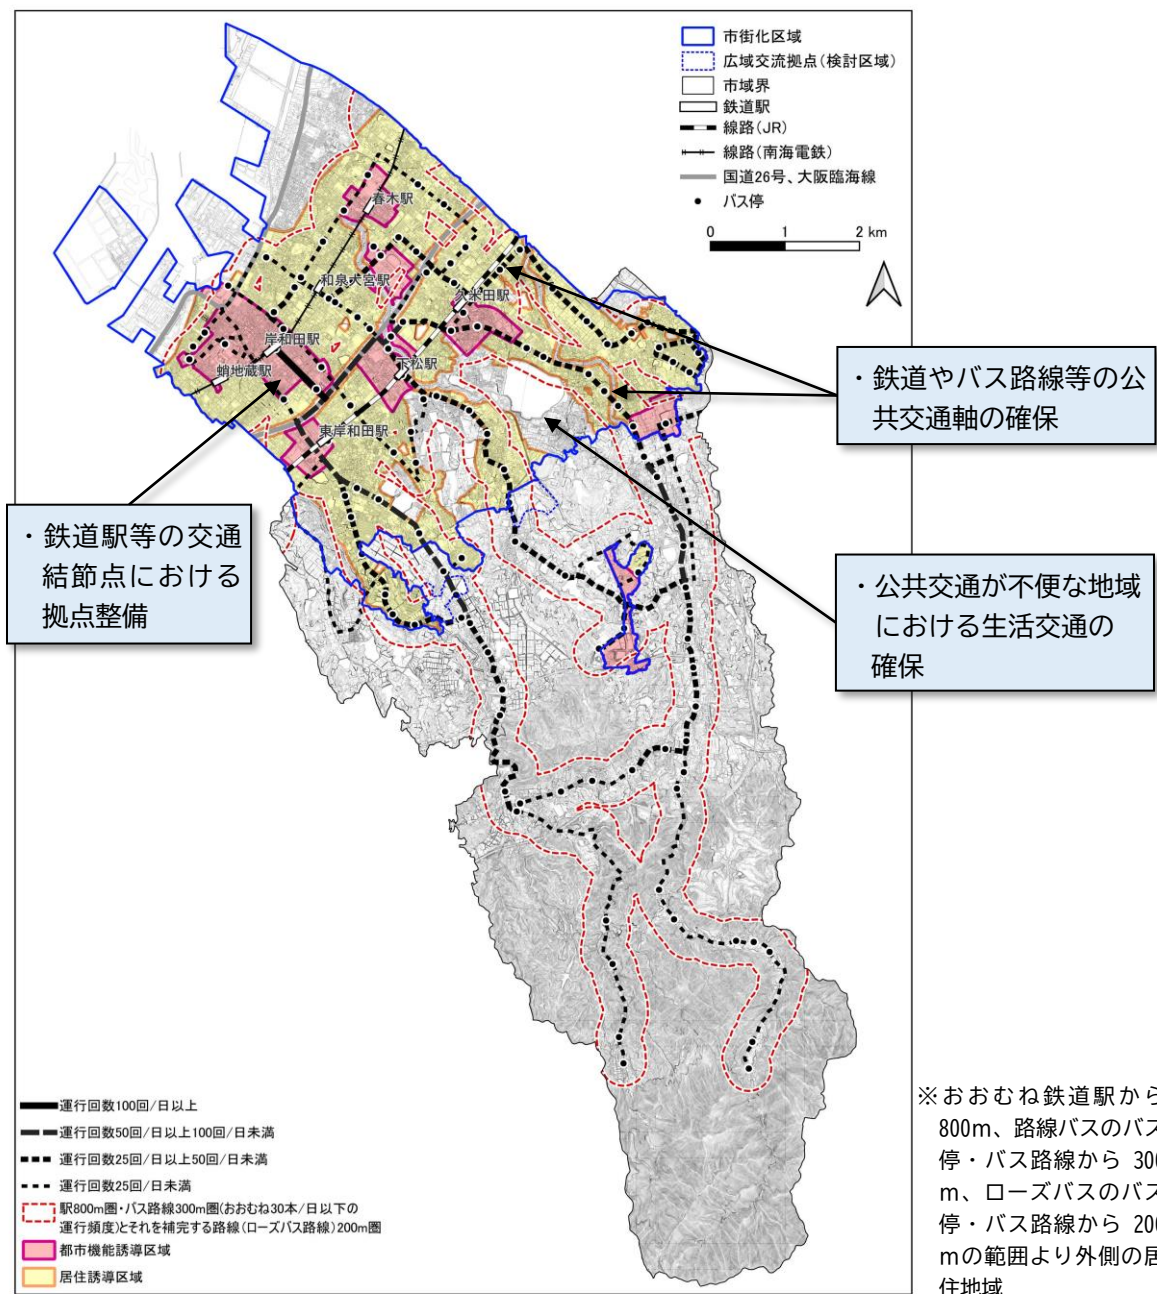 市街化区域
広域交流拠点(検討区域)
市域界
鉄道駅
線路(JR)
線路(南海電鉄)
国道26号、大阪臨海線
バス停
0 1 2 km
春木駅
和泉大宮駅
久米田駅
岸和田駅
蛸地蔵駅
下松駅
東岸和田駅
・鉄道やバス路線等の公
共交通軸の確保
・鉄道駅等の交通
結節点における
拠点整備
・公共交通が不便な地域
における生活交通の
確保
運行回数100回/日以上
運行回数50回/日以上100回/日未満
運行回数25回/日以上50回/日未満
運行回数25回/日未満
駅800m圏・バス路線300m圏(おおむね30本/日以下の
運行頻度)とそれを補完する路線(ローズバス路線)200m圏
都市機能誘導区域
居住誘導区域
※おおむね鉄道駅から
800m、路線バスのバス
停・バス路線から 300
m、ローズバスのバス
停・バス路線から 200
mの範囲より外側の居
住地域